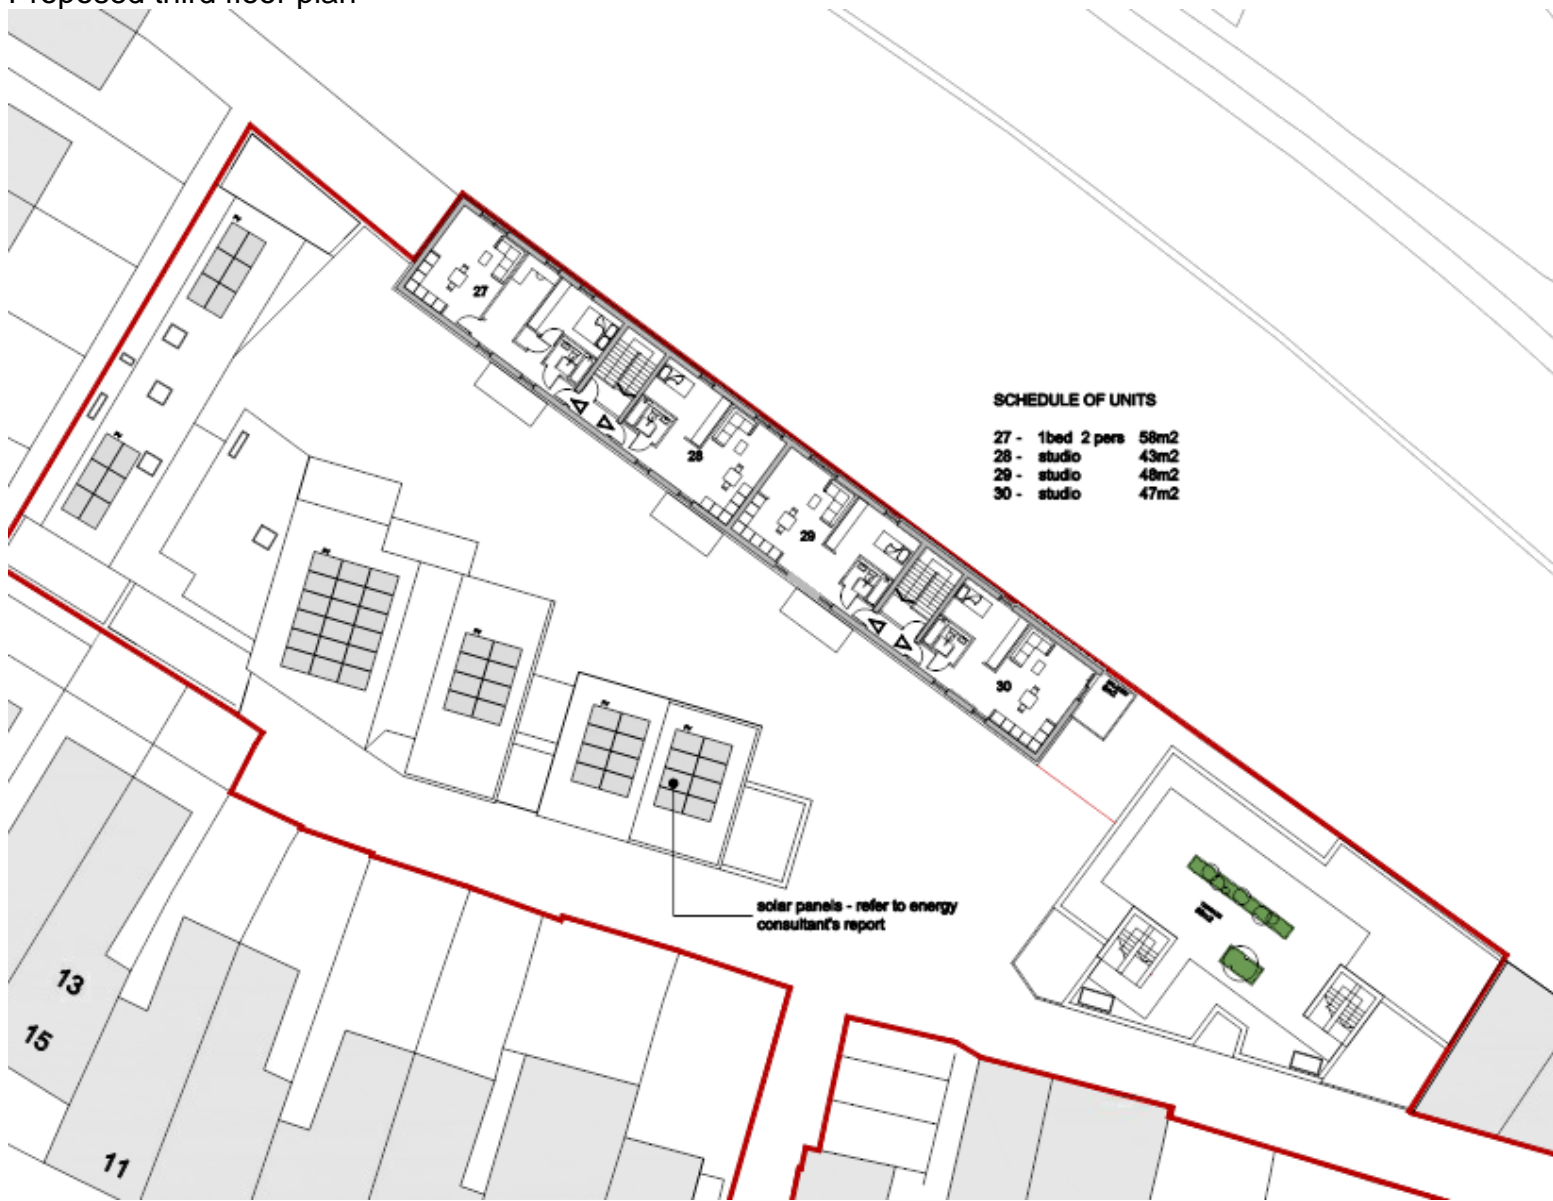 Proposed third floor plan
27
28
29
30
SCHEDULE OF UNITS
27 - 1bed 2 pers 58m2
28 - studio 43m2
29 - studio 48m2
30 - studio 47m2
solar panels - refer to energy
consultant's report
13
15
11